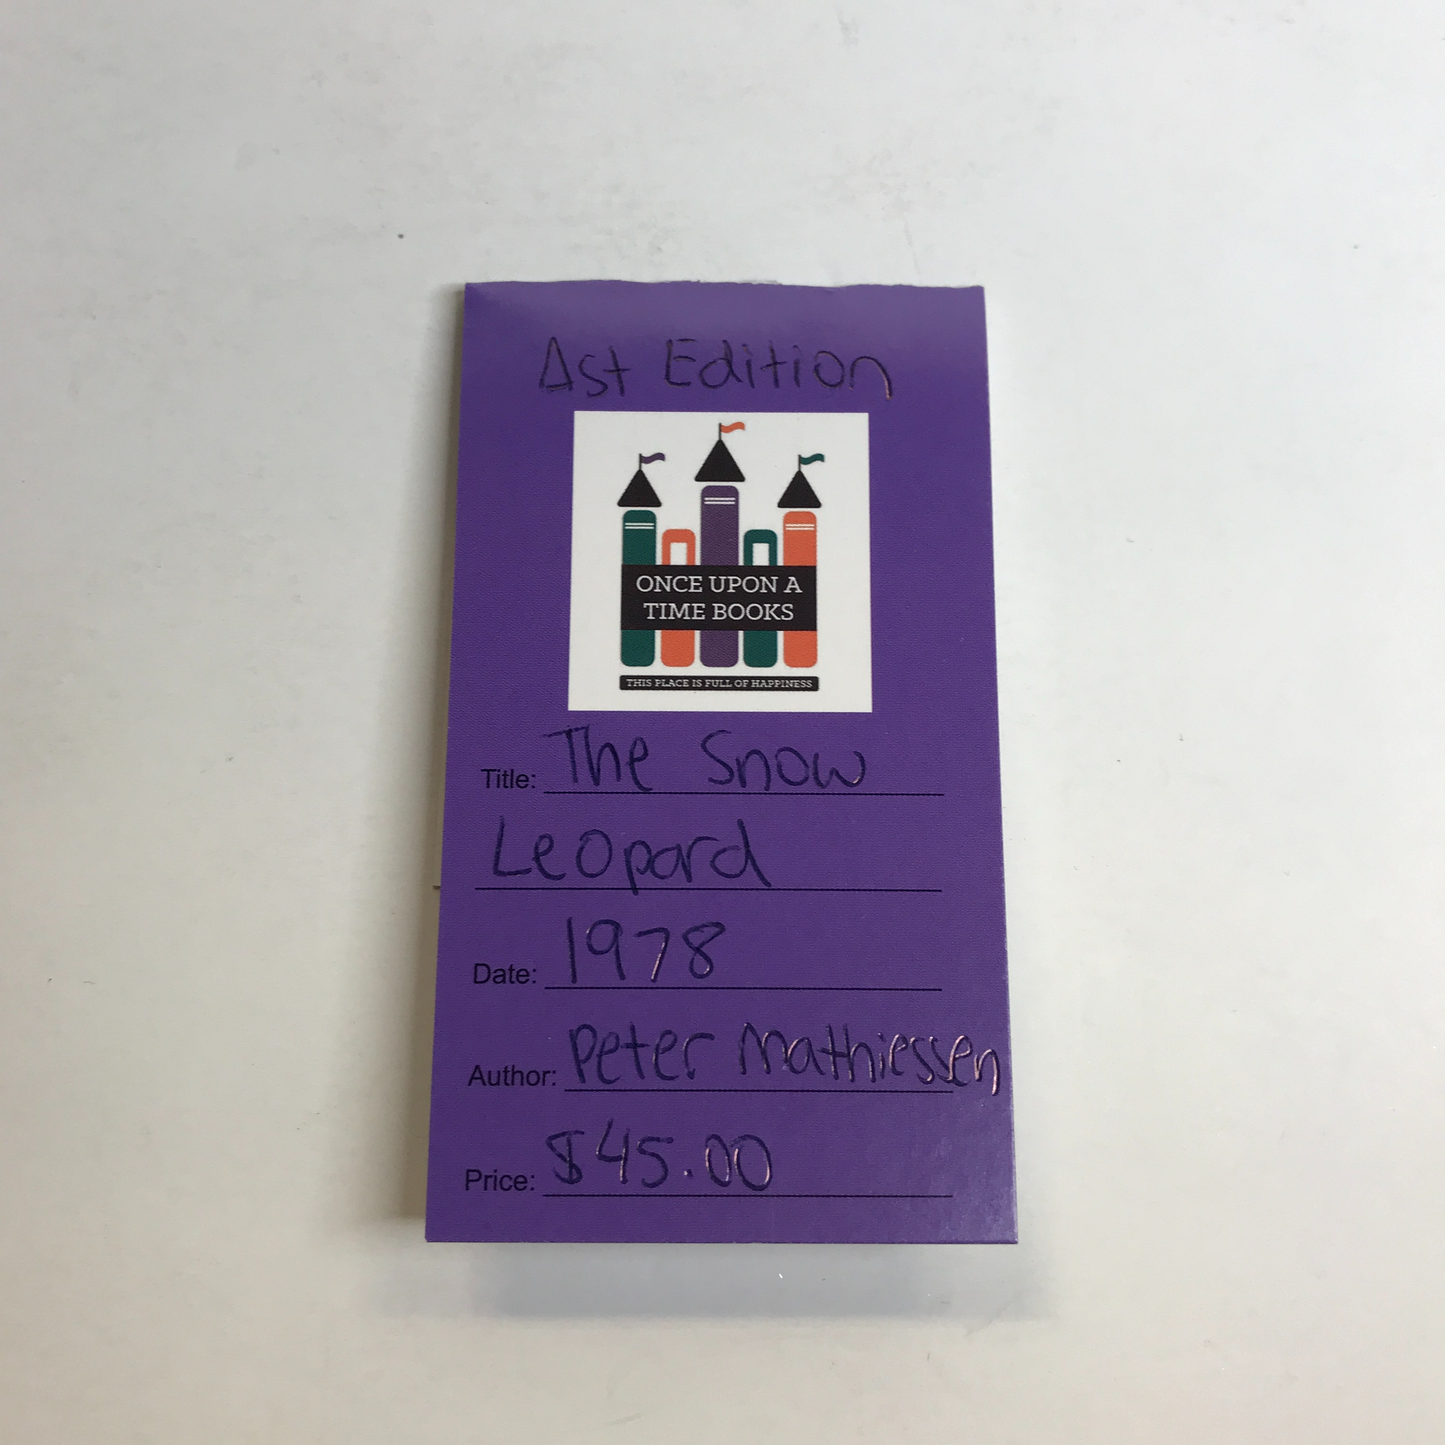 1st Edition
ONCE UPON A
TIME BOOKS
THIS PLACE IS FULL OF HAPPINESS
Title: The Snow
Leopard
Date: 1978
Author: Peter Mathiessen
Price: $45.00